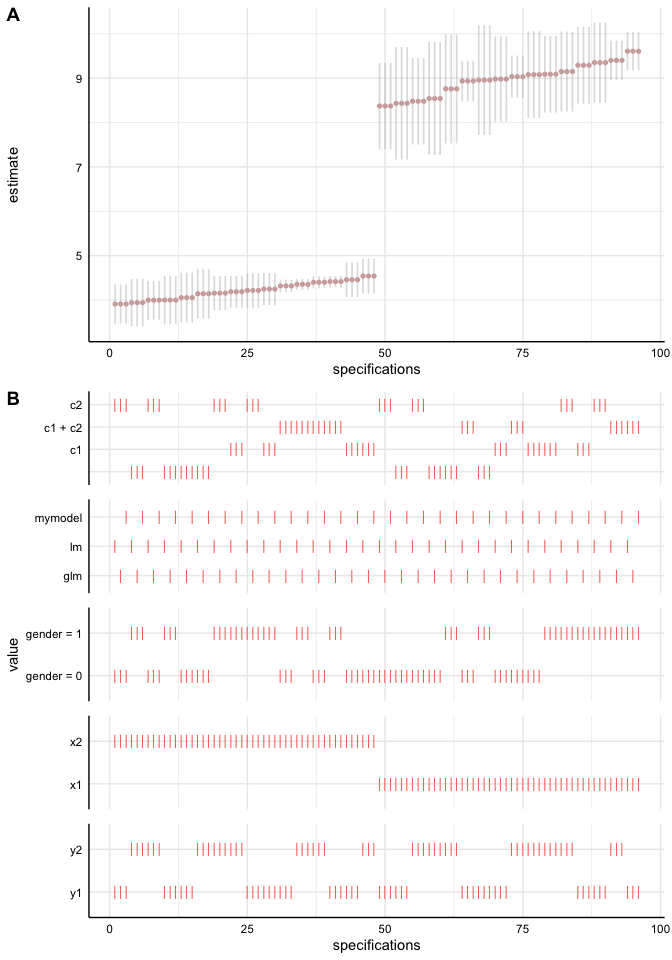 A
estimate
9
7
5
0 25 50 75 100
specifications
B
value
c2
c1 + c2
c1
mymodel
lm
glm
gender = 1
gender = 0
x2
x1
y2
y1
0 25 50 75 100
specifications